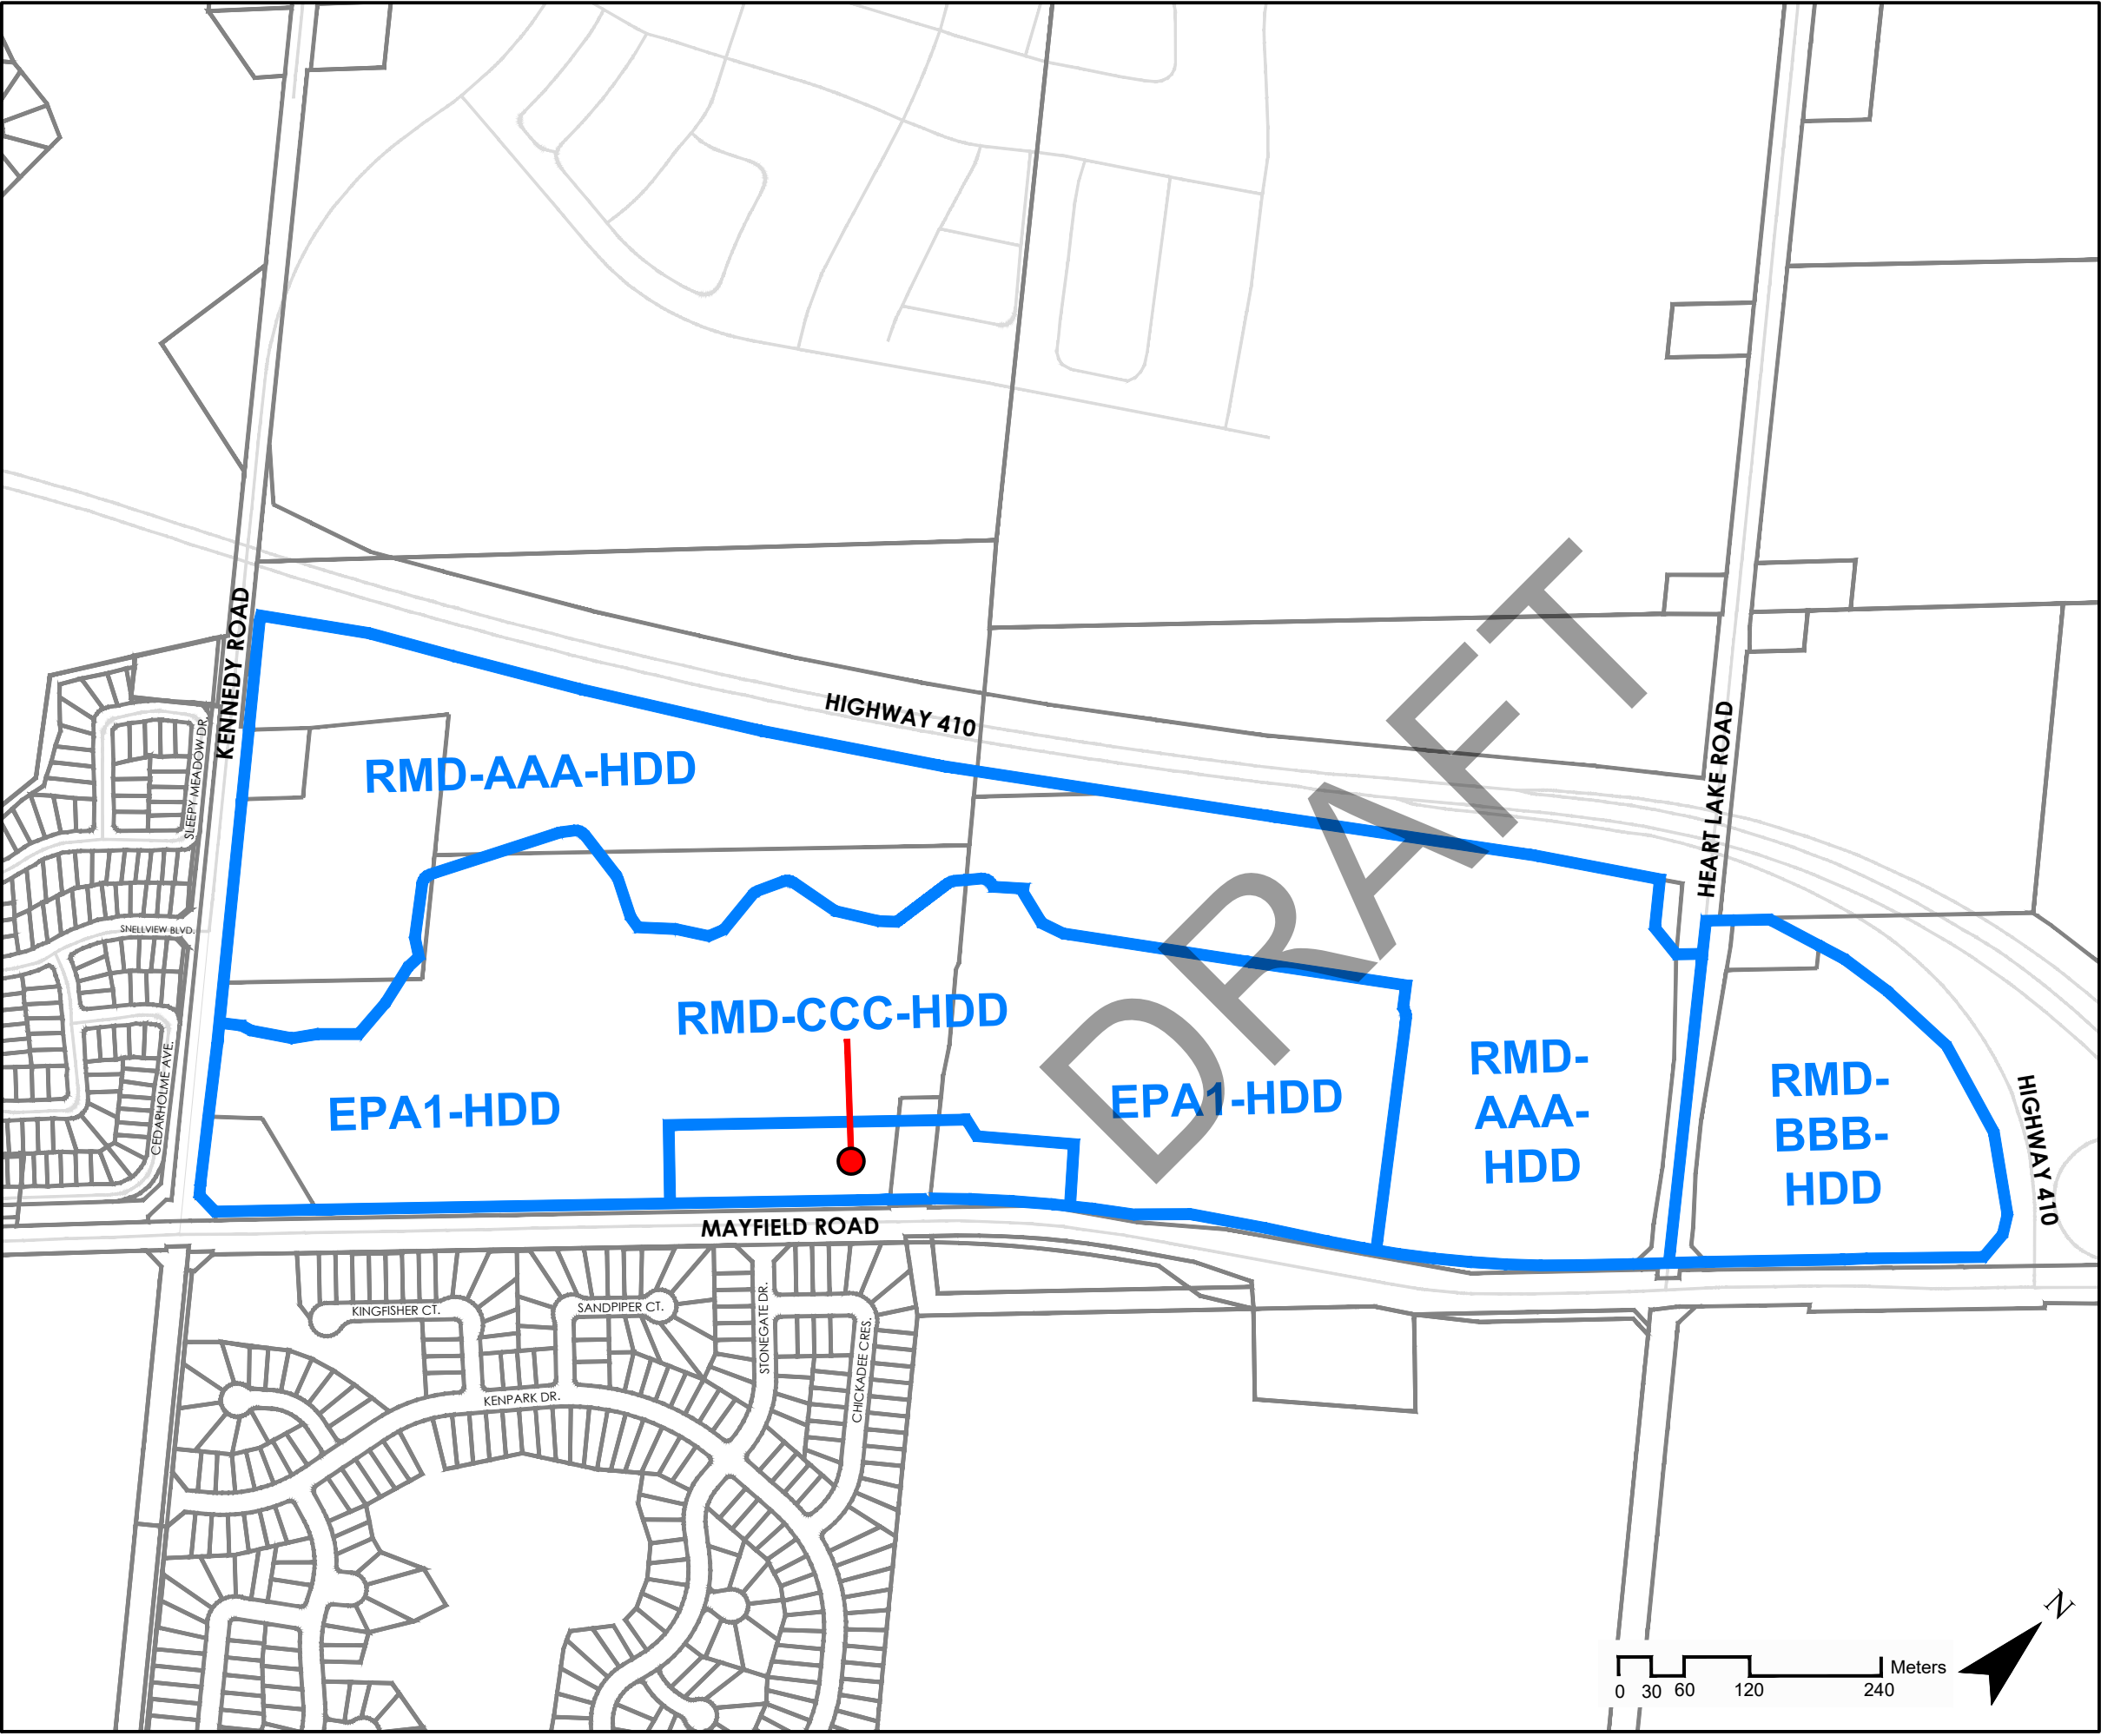 KENNEDY ROAD
SLEEPY MEADOW DR.
HIGHWAY 410
HEART LAKE ROAD
RMD-AAA-HDD
SNELLVIEW BLVD.
DRAFT
RMD-CCC-HDD
CEDARHOLME AVE.
EPA1-HDD
EPA1-HDD
RMD-
AAA-
HDD
RMD-
BBB-
HDD
HIGHWAY 410
MAYFIELD ROAD
KINGFISHER CT.
SANDPIPER CT.
STONEGATE DR.
CHICKADEE CRES.
KENPARK DR.
N
Meters
0 30 60 120 240